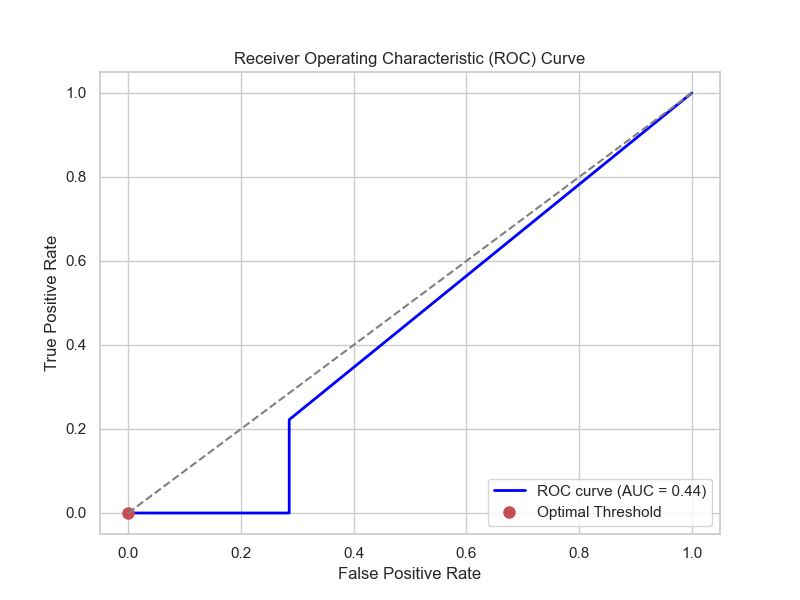 Receiver Operating Characteristic (ROC) Curve
1.0
0.8
0.6
0.4
0.2
0.0
True Positive Rate
0.0 0.2 0.4 0.6 0.8 1.0
False Positive Rate
ROC curve (AUC = 0.44)
Optimal Threshold